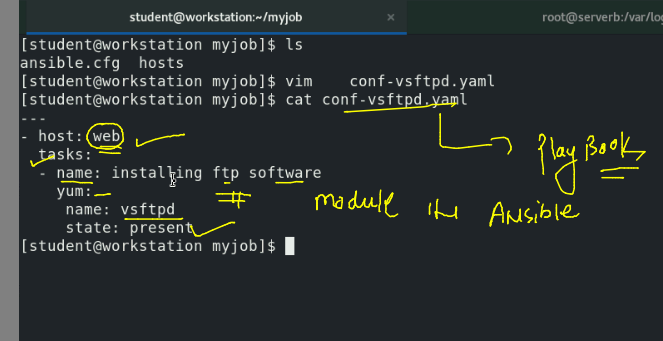 student@workstation:~/myjob × root@serverb:/var/log
[student@workstation myjob]$ ls
ansible.cfg  hosts
[student@workstation myjob]$ vim    conf-vsftpd.yaml
[student@workstation myjob]$ cat conf-vsftpd.yaml
---
- host: web
  tasks:
  - name: installing ftp software
    yum:
     name: vsftpd
     state: present
[student@workstation myjob]$
Play Book
module in Ansible